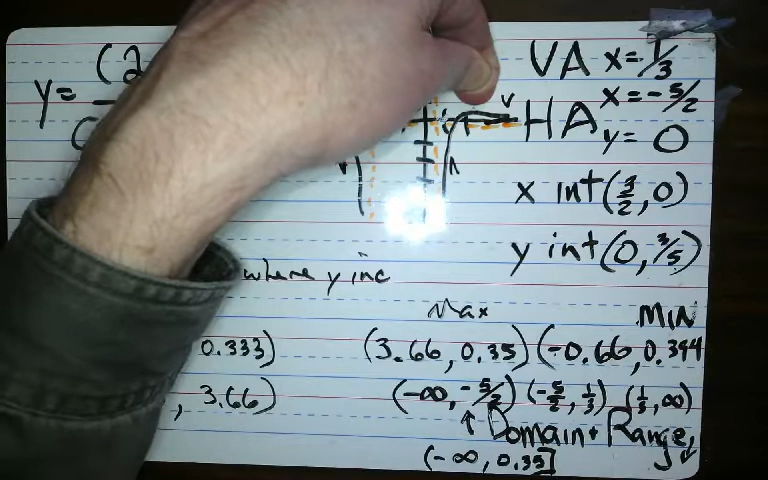 y= (2
VA x=1/3
x=-5/2
HA y=0
x int(3/2,0)
y int(0,3/5)
where y inc
Max MIN
0.333) (3.66,0.35) (-0.66,0.394
, 3.66) (-∞,-5/2) (-5/2,1/3) (1/3,∞)
↑ Domain + Range ↓
(-∞,0.35]